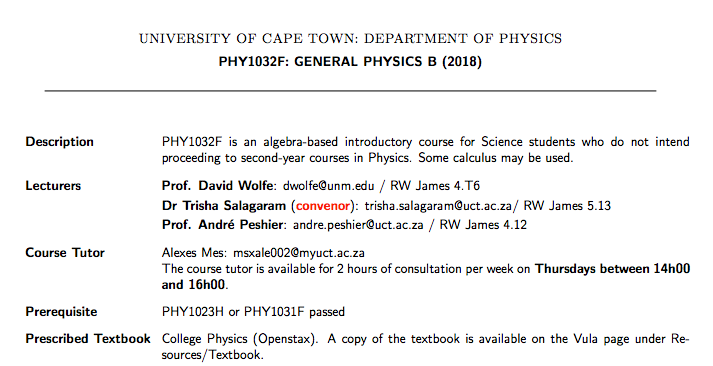 UNIVERSITY OF CAPE TOWN: DEPARTMENT OF PHYSICS
PHY1032F: GENERAL PHYSICS B (2018)
Description PHY1032F is an algebra-based introductory course for Science students who do not intend
proceeding to second-year courses in Physics. Some calculus may be used.
Lecturers Prof. David Wolfe: dwolfe@unm.edu / RW James 4.T6
Dr Trisha Salagaram (convenor): trisha.salagaram@uct.ac.za/ RW James 5.13
Prof. André Peshier: andre.peshier@uct.ac.za / RW James 4.12
Course Tutor Alexes Mes: msxale002@myuct.ac.za
The course tutor is available for 2 hours of consultation per week on Thursdays between 14h00
and 16h00.
Prerequisite PHY1023H or PHY1031F passed
Prescribed Textbook College Physics (Openstax). A copy of the textbook is available on the Vula page under Re-
sources/Textbook.